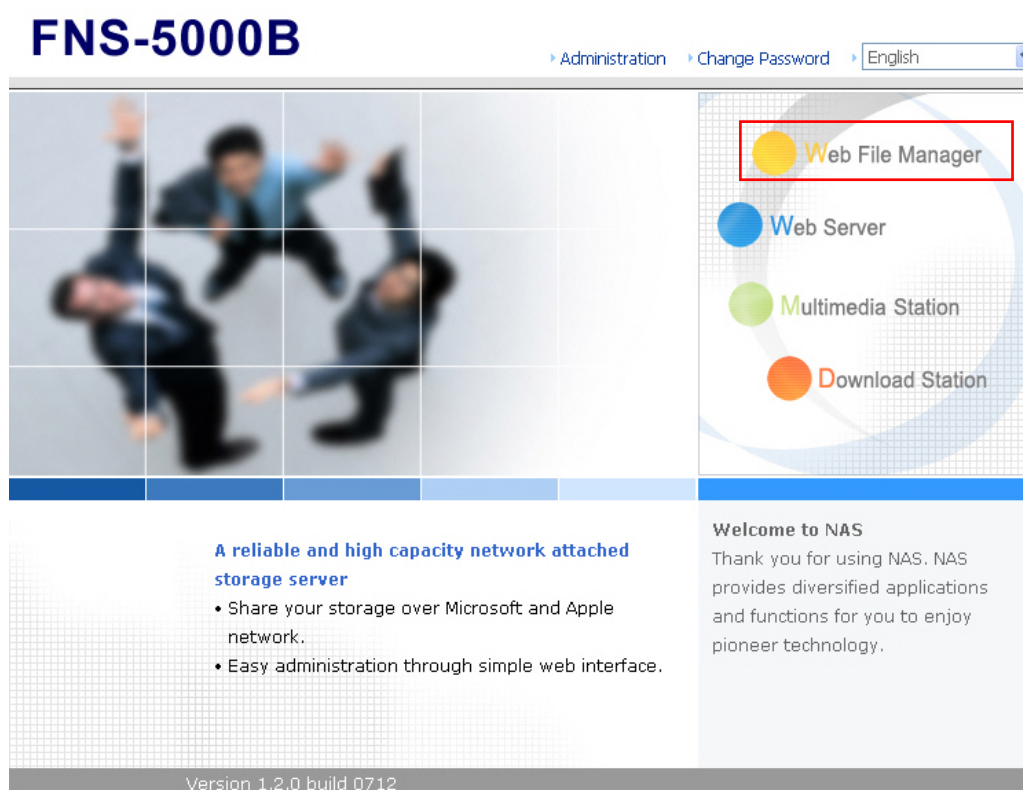 FNS-5000B
Administration Change Password English
Web File Manager
Web Server
Multimedia Station
Download Station
A reliable and high capacity network attached
storage server
• Share your storage over Microsoft and Apple
network.
• Easy administration through simple web interface.
Welcome to NAS
Thank you for using NAS. NAS
provides diversified applications
and functions for you to enjoy
pioneer technology.
Version 1.2.0 build 0712